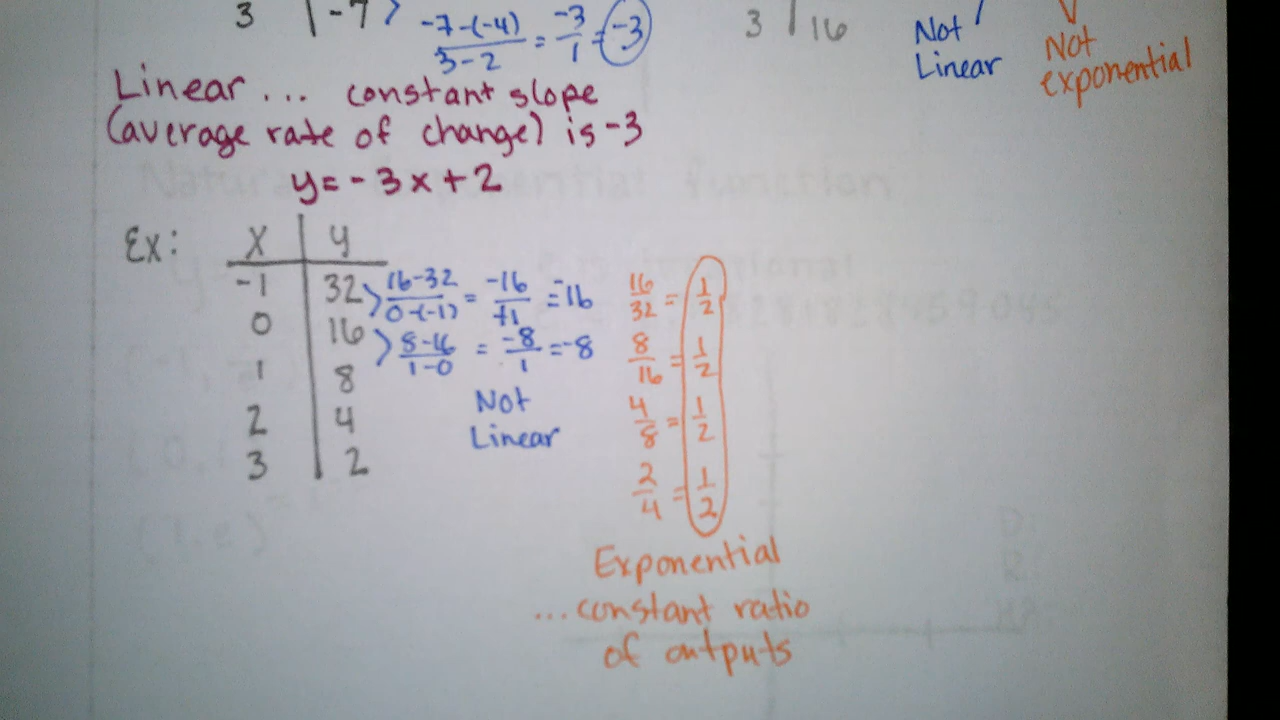 3 | -7 > -7-(-4)/3-2 = -3/1 = -3
3 | 16
Not Linear
Not exponential
Linear ... constant slope
(average rate of change) is -3
y = -3x + 2
Natural Exponential function
Ex: x | y
-1 | 32 > 16-32/0-(-1) = -16/+1 = -16
0 | 16 > 8-16/1-0 = -8/1 = -8
1 | 8
2 | 4
3 | 2
Not
Linear
16/32 = 1/2
8/16 = 1/2
4/8 = 1/2
2/4 = 1/2
Exponential
... constant ratio
of outputs